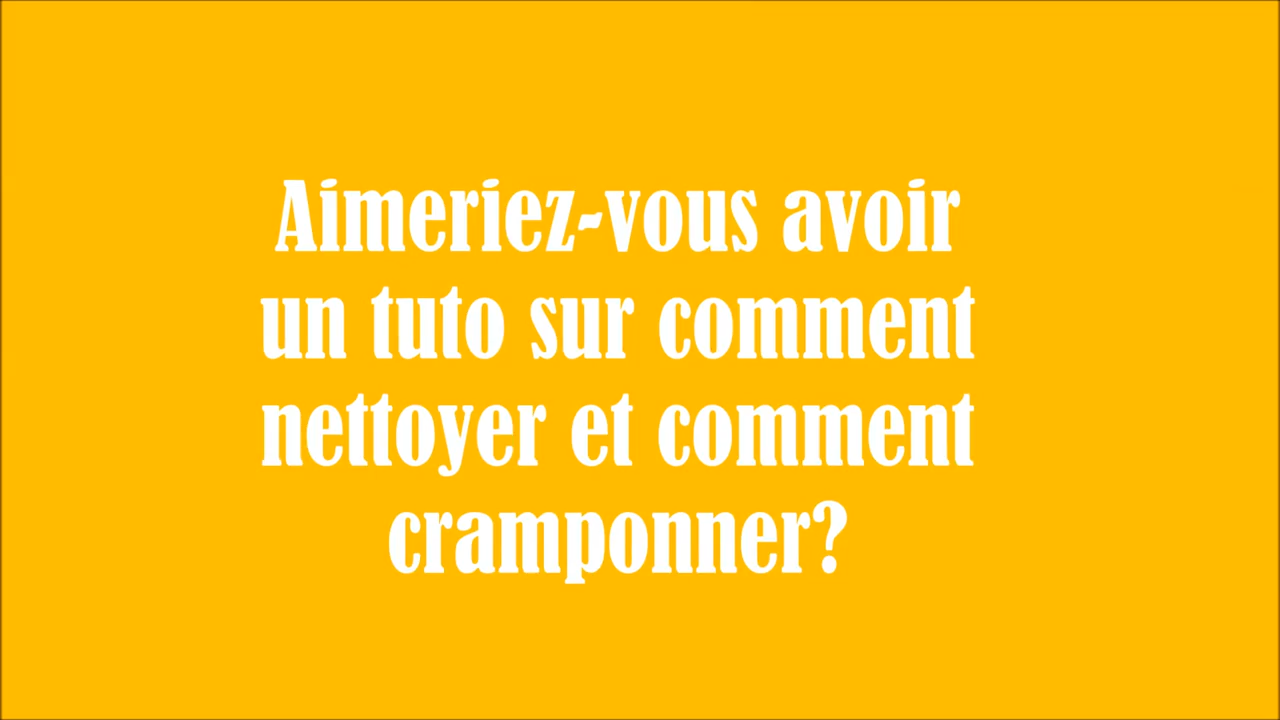 Aimeriez-vous avoir
un tuto sur comment
nettoyer et comment
cramponner?